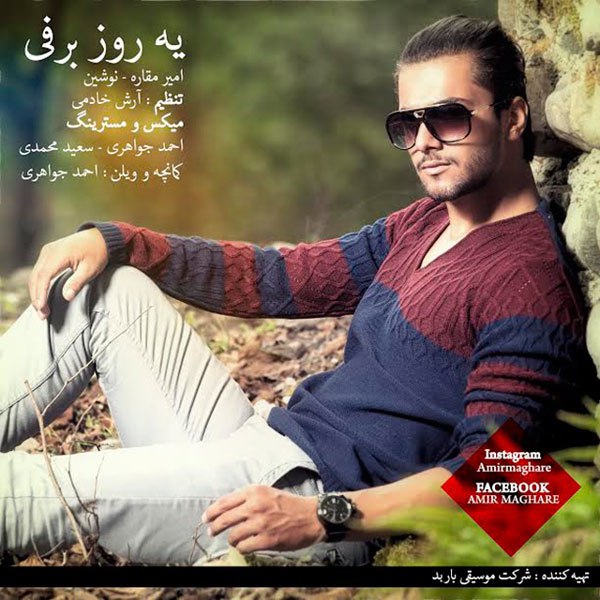 یه روز برفی
امیر مقاره - نوشین
تنظیم : آرش خادمی
میکس و مسترینگ
احمد جواهری - سعید محمدی
کمانچه و ویلن : احمد جواهری
Instagram
Amirmaghare
FACEBOOK
AMIR MAGHARE
تهیه کننده : شرکت موسیقی باربد